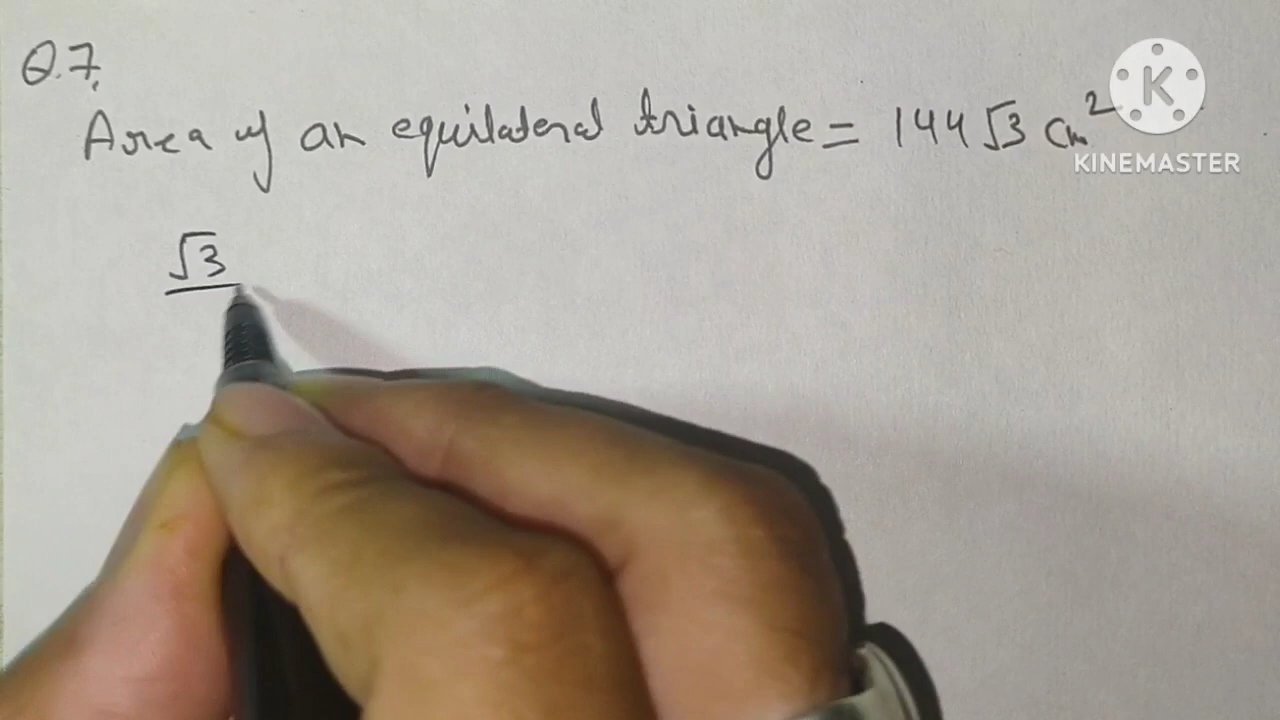 Q.7.
Area of an equilateral triangle = 144√3 cm²
KINEMASTER
√3